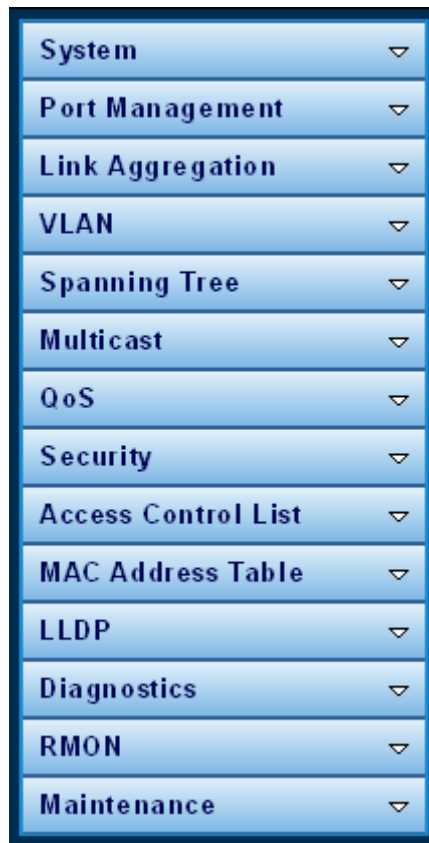 System
Port Management
Link Aggregation
VLAN
Spanning Tree
Multicast
QoS
Security
Access Control List
MAC Address Table
LLDP
Diagnostics
RMON
Maintenance